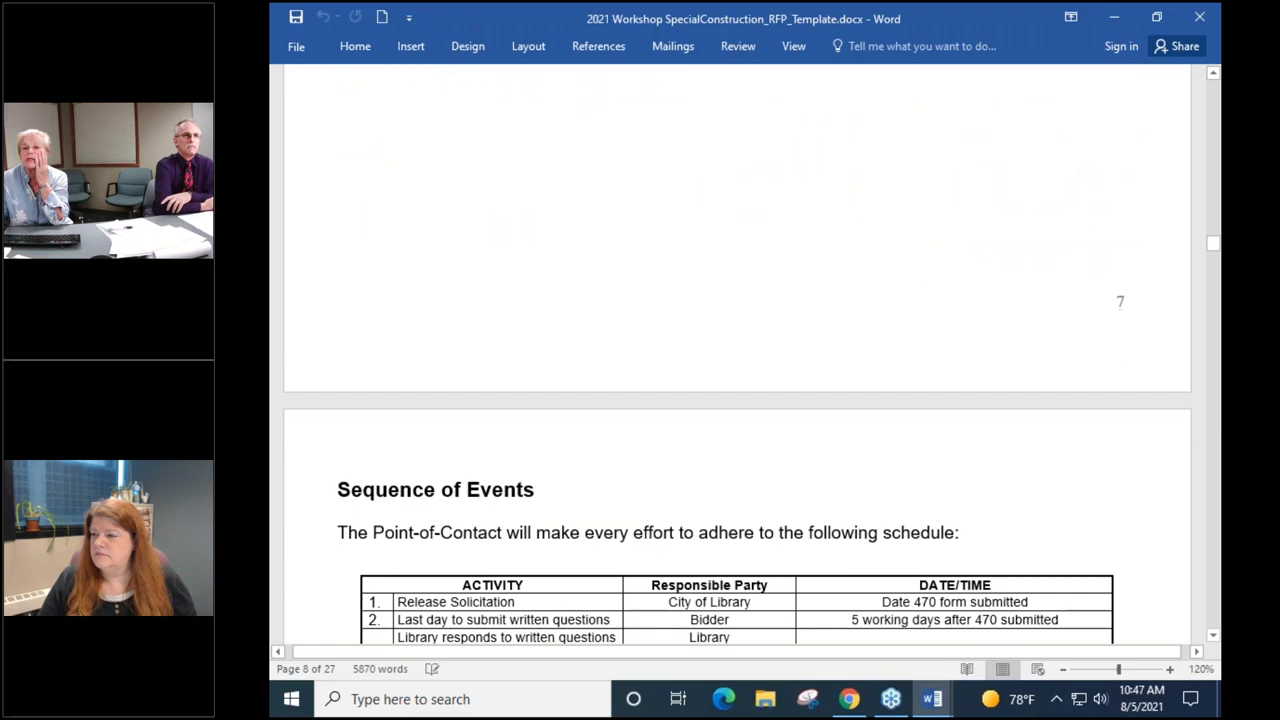 2021 Workshop SpecialConstruction_RFP_Template.docx - Word
File Home Insert Design Layout References Mailings Review View Tell me what you want to do... Sign in Share
7
Sequence of Events
The Point-of-Contact will make every effort to adhere to the following schedule:
ACTIVITY Responsible Party DATE/TIME
1. Release Solicitation City of Library Date 470 form submitted
2. Last day to submit written questions Bidder 5 working days after 470 submitted
Library responds to written questions Library
Page 8 of 27 5870 words 120%
Type here to search 78°F 10:47 AM
8/5/2021